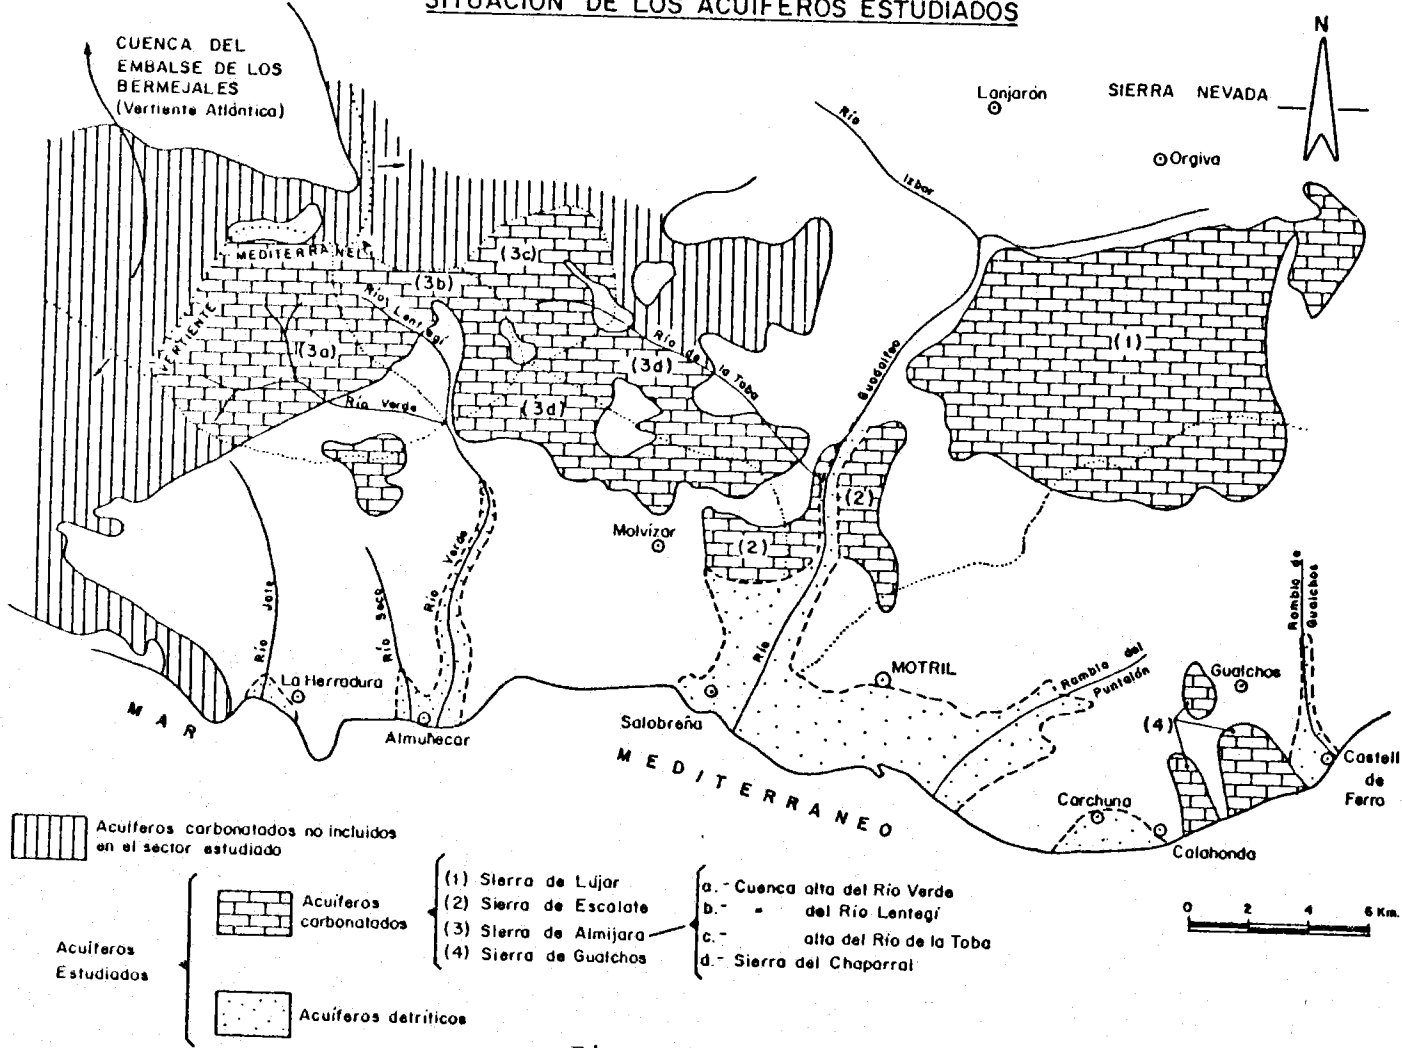 SITUACION DE LOS ACUIFEROS ESTUDIADOS
CUENCA DEL
EMBALSE DE LOS
BERMEJALES
(Vertiente Atlántica)
N
Lanjarón
SIERRA NEVADA
Orgiva
Río
Izbor
MEDITERRANEL
VERTIENTE
(3c)
(3b)
Río Lentegí
(3a)
Río Verde
Río de la Toba
(3d)
(3d)
Guadalfeo
(1)
(2)
(2)
Molvizar
Río Verde
Río Jate
Río Seco
Río
Rambla de
Gualchos
La Herradura
Almuñecar
Salobreña
MOTRIL
Rambla del
Puntalón
Gualchos
(4)
Castell
de
Ferro
Carchuna
Calahonda
MAR
MEDITERRANEO
Acuíferos carbonatados no incluidos
en el sector estudiado
Acuíferos
Estudiados
Acuíferos
carbonatados
(1) Sierra de Lújar
(2) Sierra de Escalate
(3) Sierra de Almijara
(4) Sierra de Gualchos
a.- Cuenca alta del Río Verde
b.- " del Río Lentegí
c.- alta del Río de la Toba
d.- Sierra del Chaparral
Acuíferos detríticos
0 2 4 6 Km.